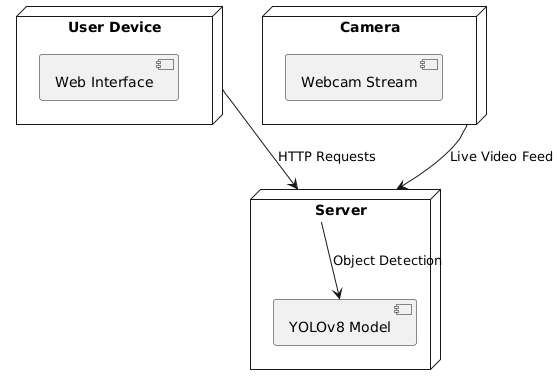 User Device
Camera
Web Interface
Webcam Stream
HTTP Requests
Live Video Feed
Server
Object Detection
YOLOv8 Model